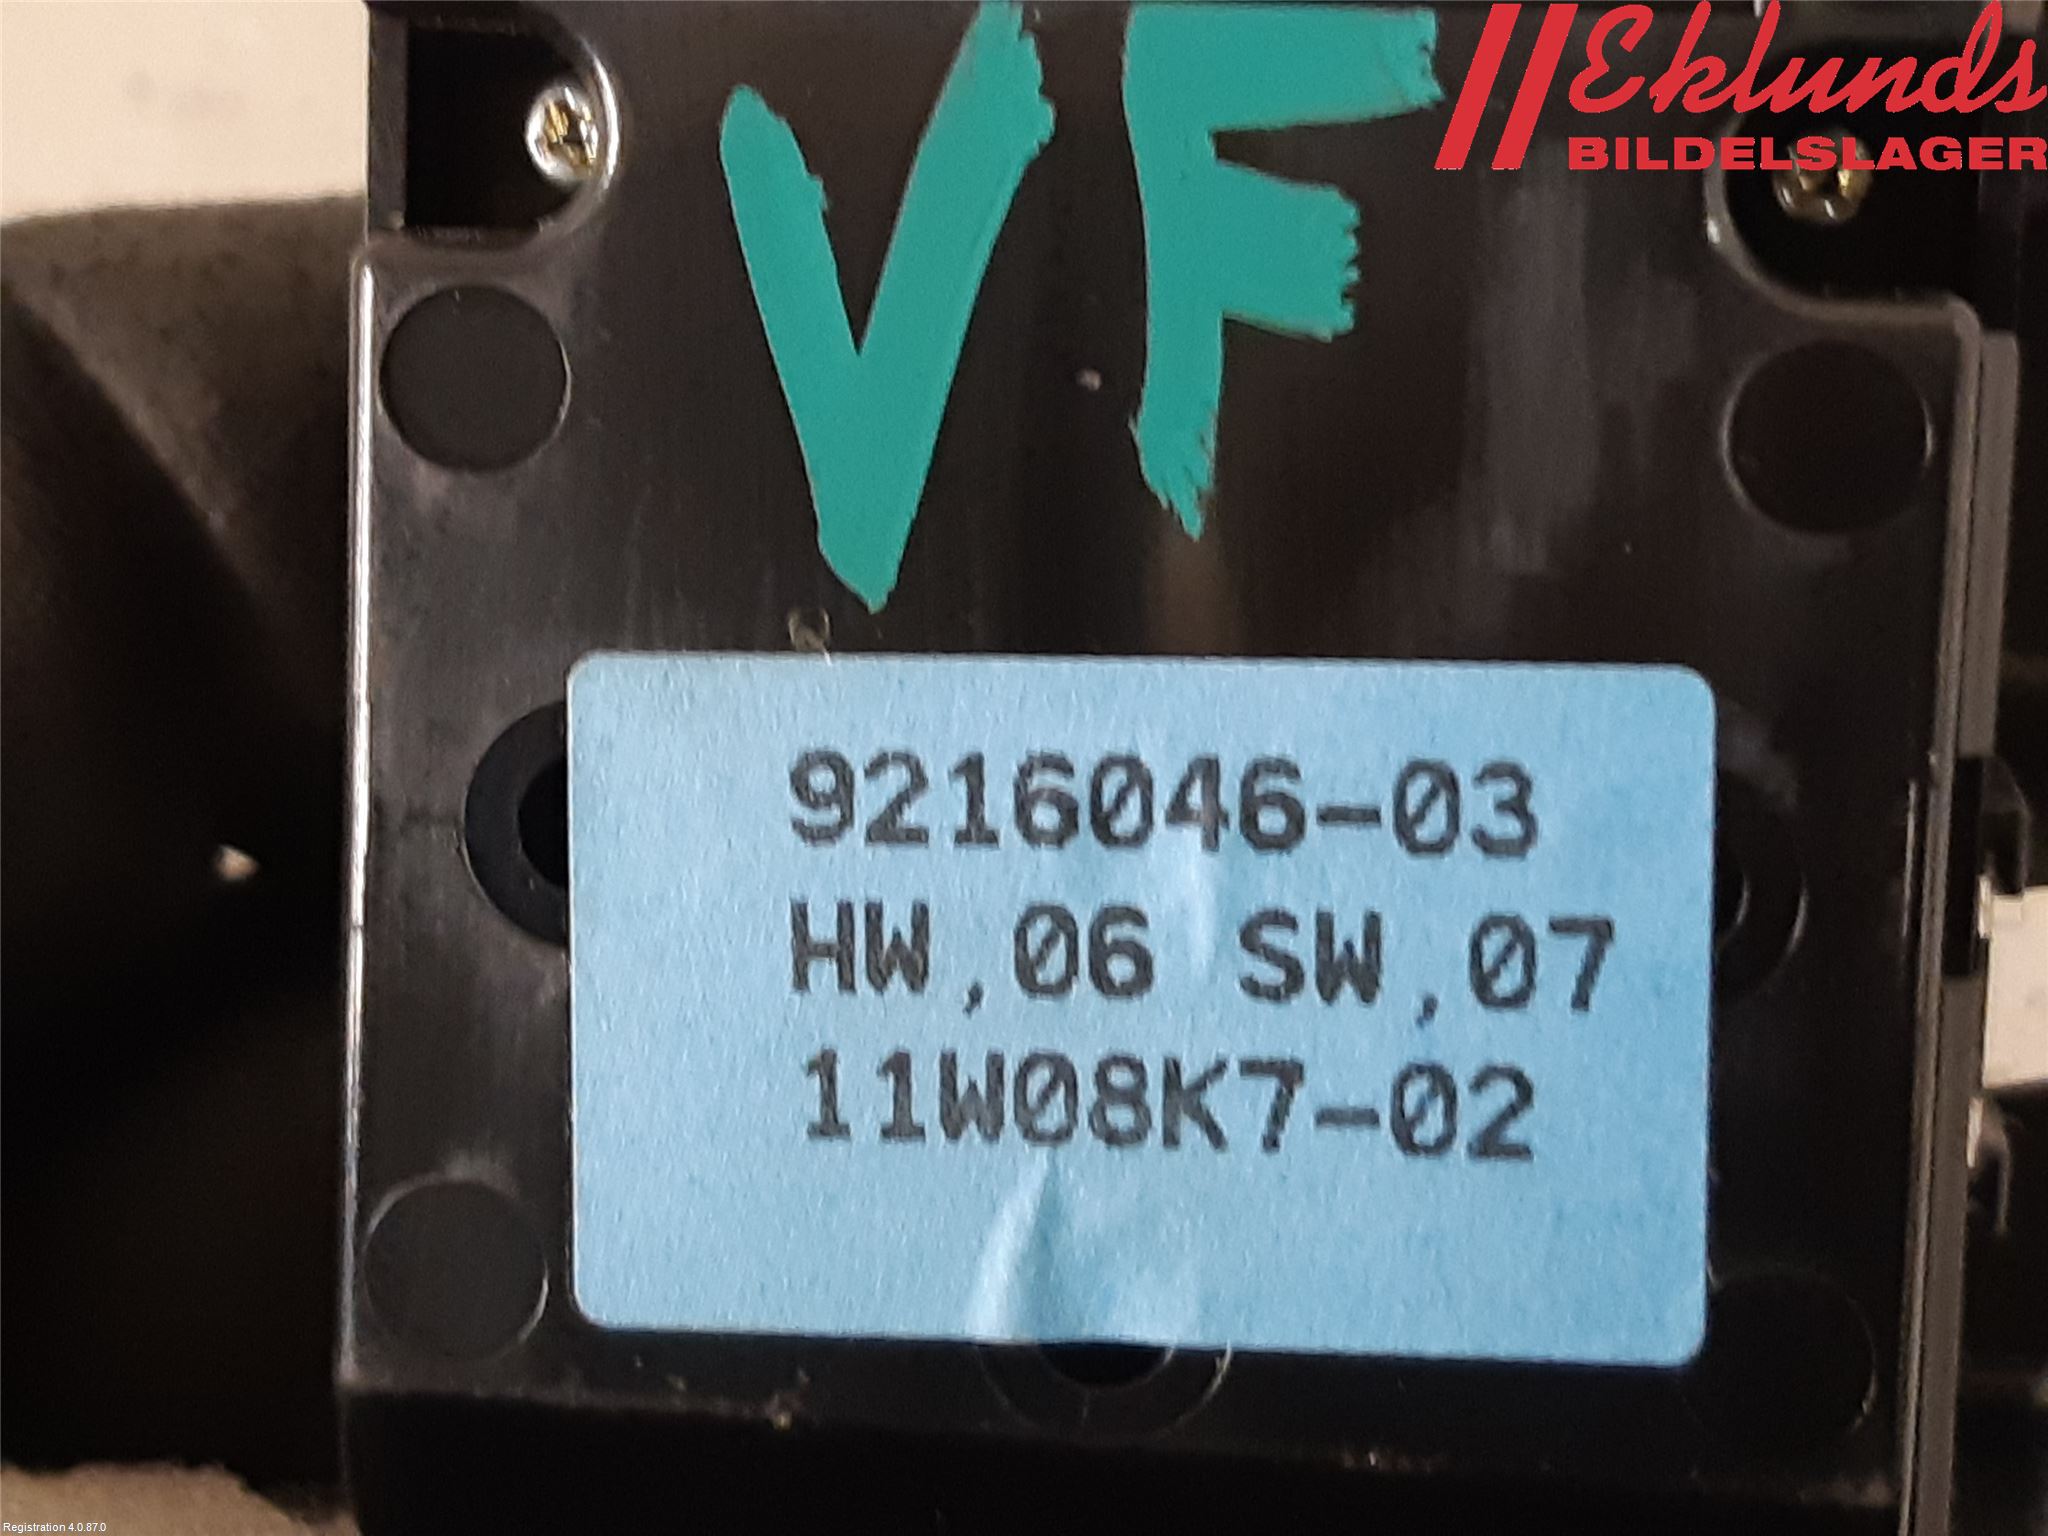 VF
Eklunds
BILDELSLAGER
9216046-03
HW,06 SW,07
11W08K7-02
Registration 4.0.87.0